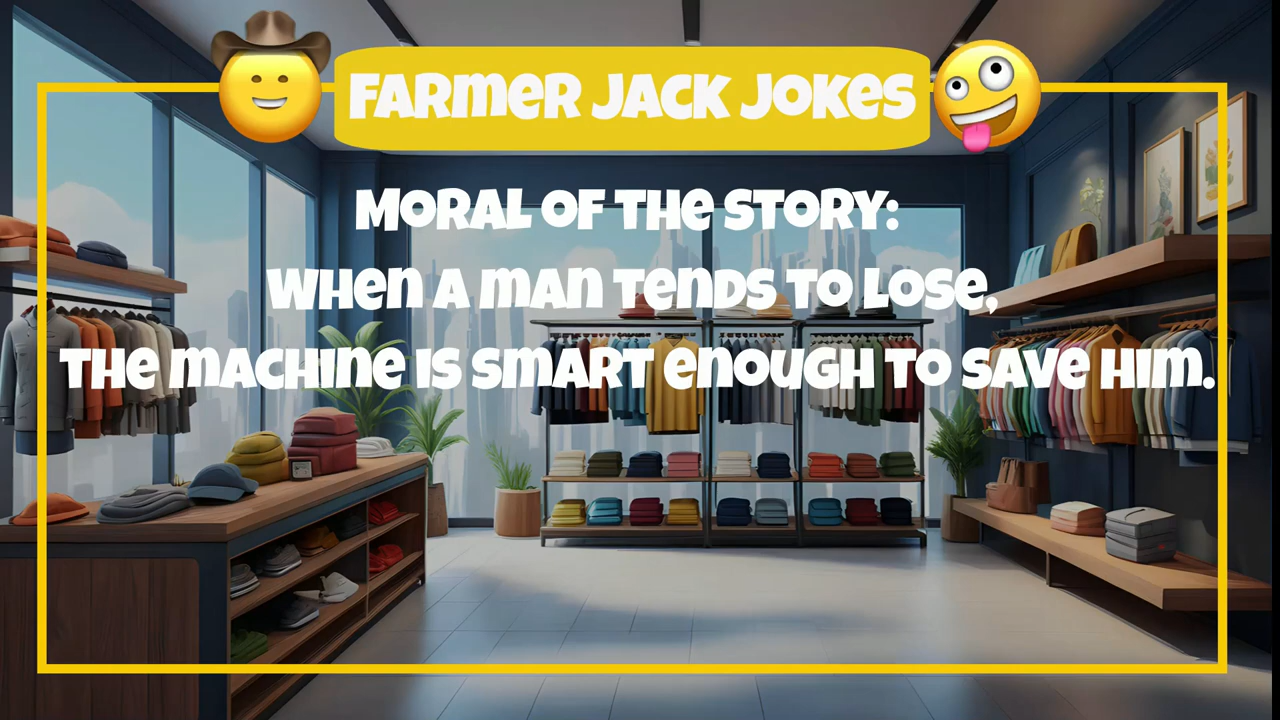 FARMER JACK JOKES
MORAL OF THE STORY:
WHEN A MAN TENDS TO LOSE,
THE MACHINE IS SMART ENOUGH TO SAVE HIM.